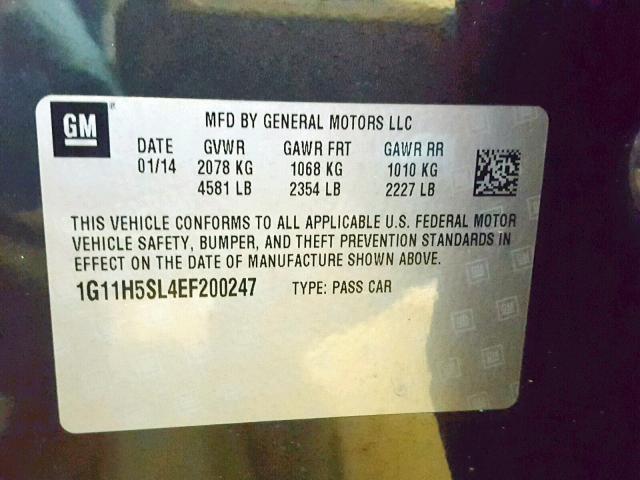 GM
MFD BY GENERAL MOTORS LLC
DATE GVWR GAWR FRT GAWR RR
01/14 2078 KG 1068 KG 1010 KG
4581 LB 2354 LB 2227 LB
THIS VEHICLE CONFORMS TO ALL APPLICABLE U.S. FEDERAL MOTOR
VEHICLE SAFETY, BUMPER, AND THEFT PREVENTION STANDARDS IN
EFFECT ON THE DATE OF MANUFACTURE SHOWN ABOVE.
1G11H5SL4EF200247 TYPE: PASS CAR